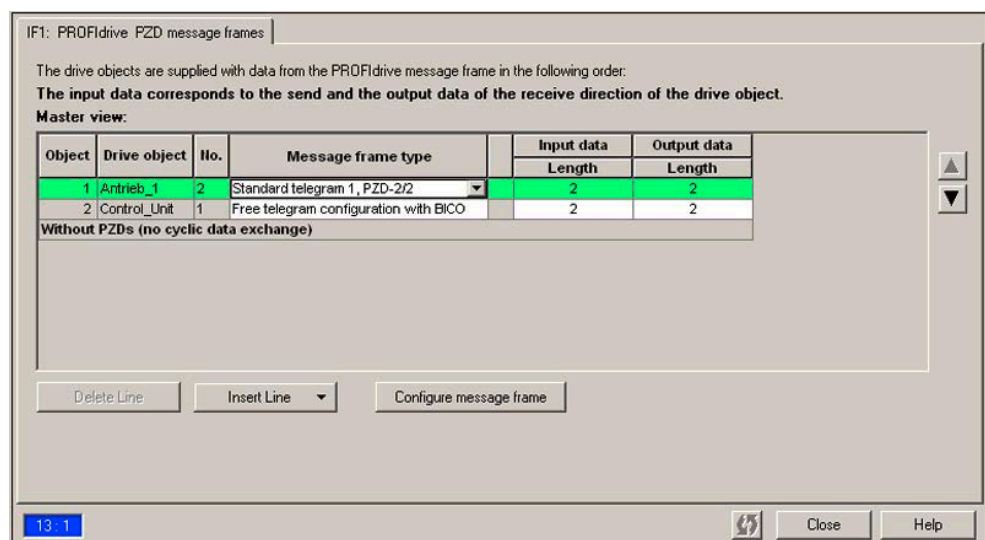 IF1: PROFIdrive PZD message frames
The drive objects are supplied with data from the PROFIdrive message frame in the following order:
The input data corresponds to the send and the output data of the receive direction of the drive object.
Master view:
Object Drive object No. Message frame type Input data Output data
Length Length
1 Antrieb_1 2 Standard telegram 1, PZD-2/2 2 2
2 Control_Unit 1 Free telegram configuration with BICO 2 2
Without PZDs (no cyclic data exchange)
Delete Line Insert Line Configure message frame
13 : 1 Close Help